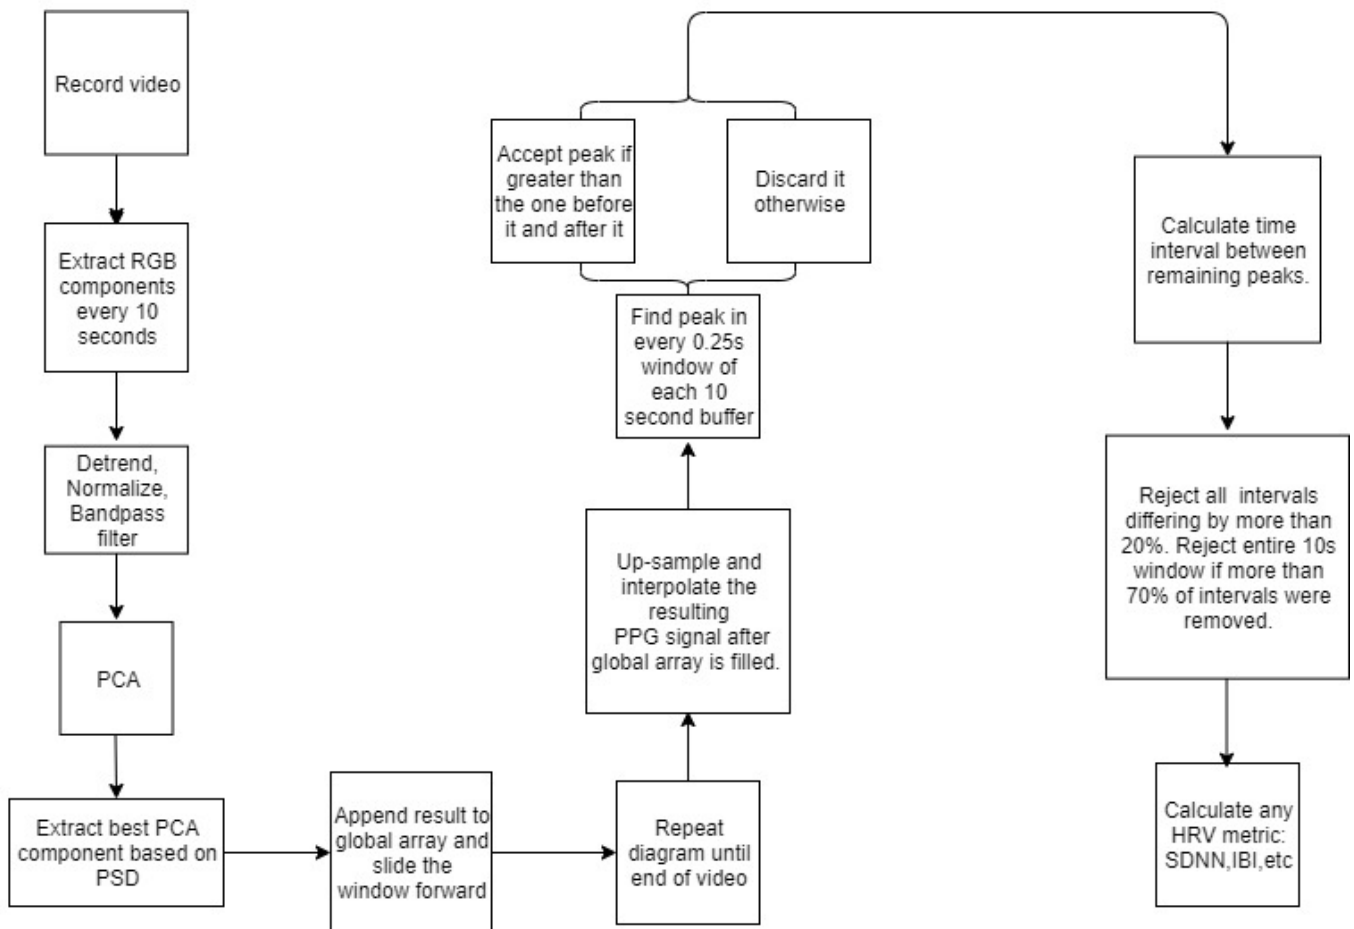 Record video
Extract RGB
components
every 10
seconds
Detrend,
Normalize,
Bandpass
filter
PCA
Extract best PCA
component based on
PSD
Append result to
global array and
slide the
window forward
Repeat
diagram until
end of video
Up-sample and
interpolate the
resulting
PPG signal after
global array is filled.
Find peak in
every 0.25s
window of
each 10
second buffer
Accept peak if
greater than
the one before
it and after it
Discard it
otherwise
Calculate time
interval between
remaining peaks.
Reject all intervals
differing by more than
20%. Reject entire 10s
window if more than
70% of intervals were
removed.
Calculate any
HRV metric:
SDNN,IBI,etc